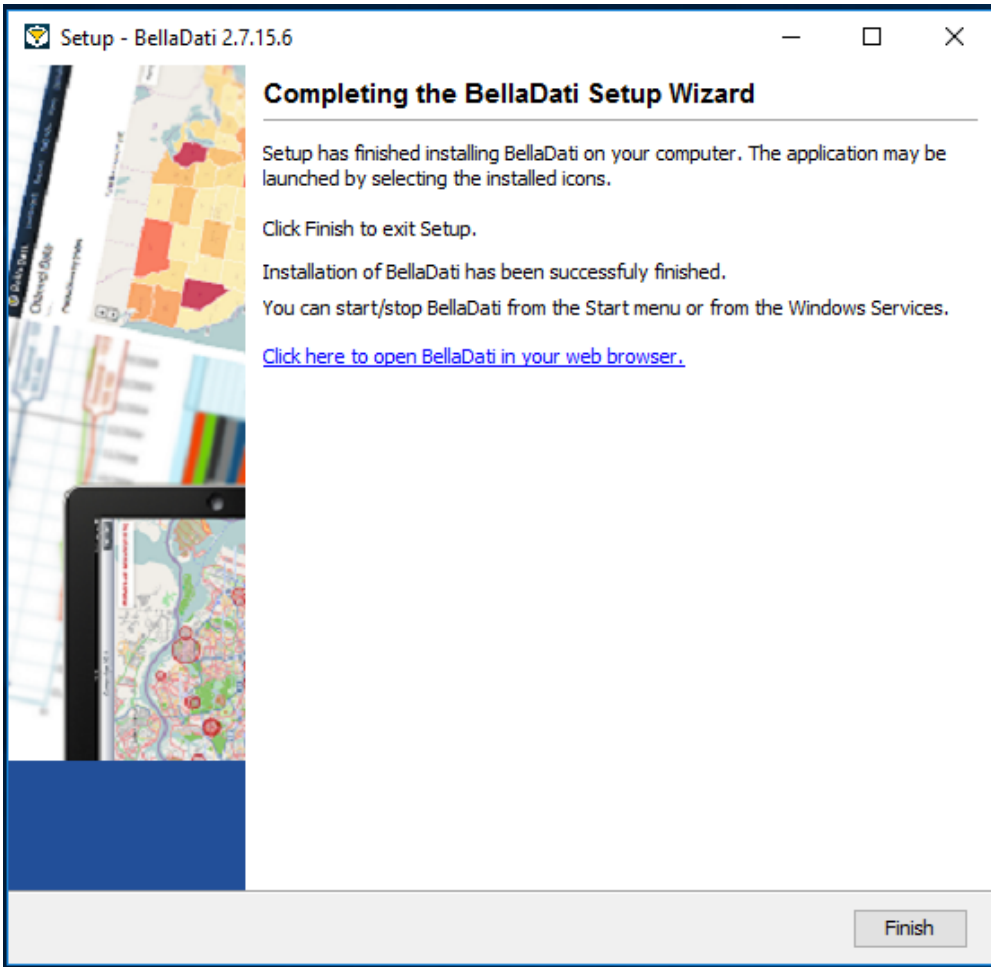 Setup - BellaDati 2.7.15.6
Completing the BellaDati Setup Wizard
Setup has finished installing BellaDati on your computer. The application may be
launched by selecting the installed icons.
Click Finish to exit Setup.
Installation of BellaDati has been successfuly finished.
You can start/stop BellaDati from the Start menu or from the Windows Services.
Click here to open BellaDati in your web browser.
Finish